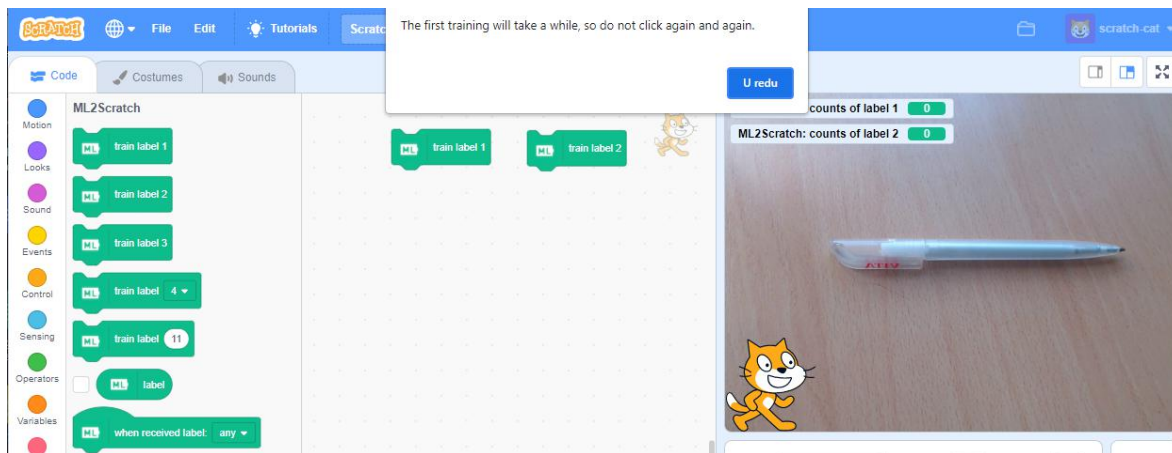 The first training will take a while, so do not click again and again.
U redu
SCRATCH
File
Edit
Tutorials
Scratc
scratch-cat
Code
Costumes
Sounds
Motion
Looks
Sound
Events
Control
Sensing
Operators
Variables
ML2Scratch
ML train label 1
ML train label 2
ML train label 3
ML train label 4
ML train label 11
ML label
ML when received label: any
ML train label 1
ML train label 2
counts of label 1 0
ML2Scratch: counts of label 2 0